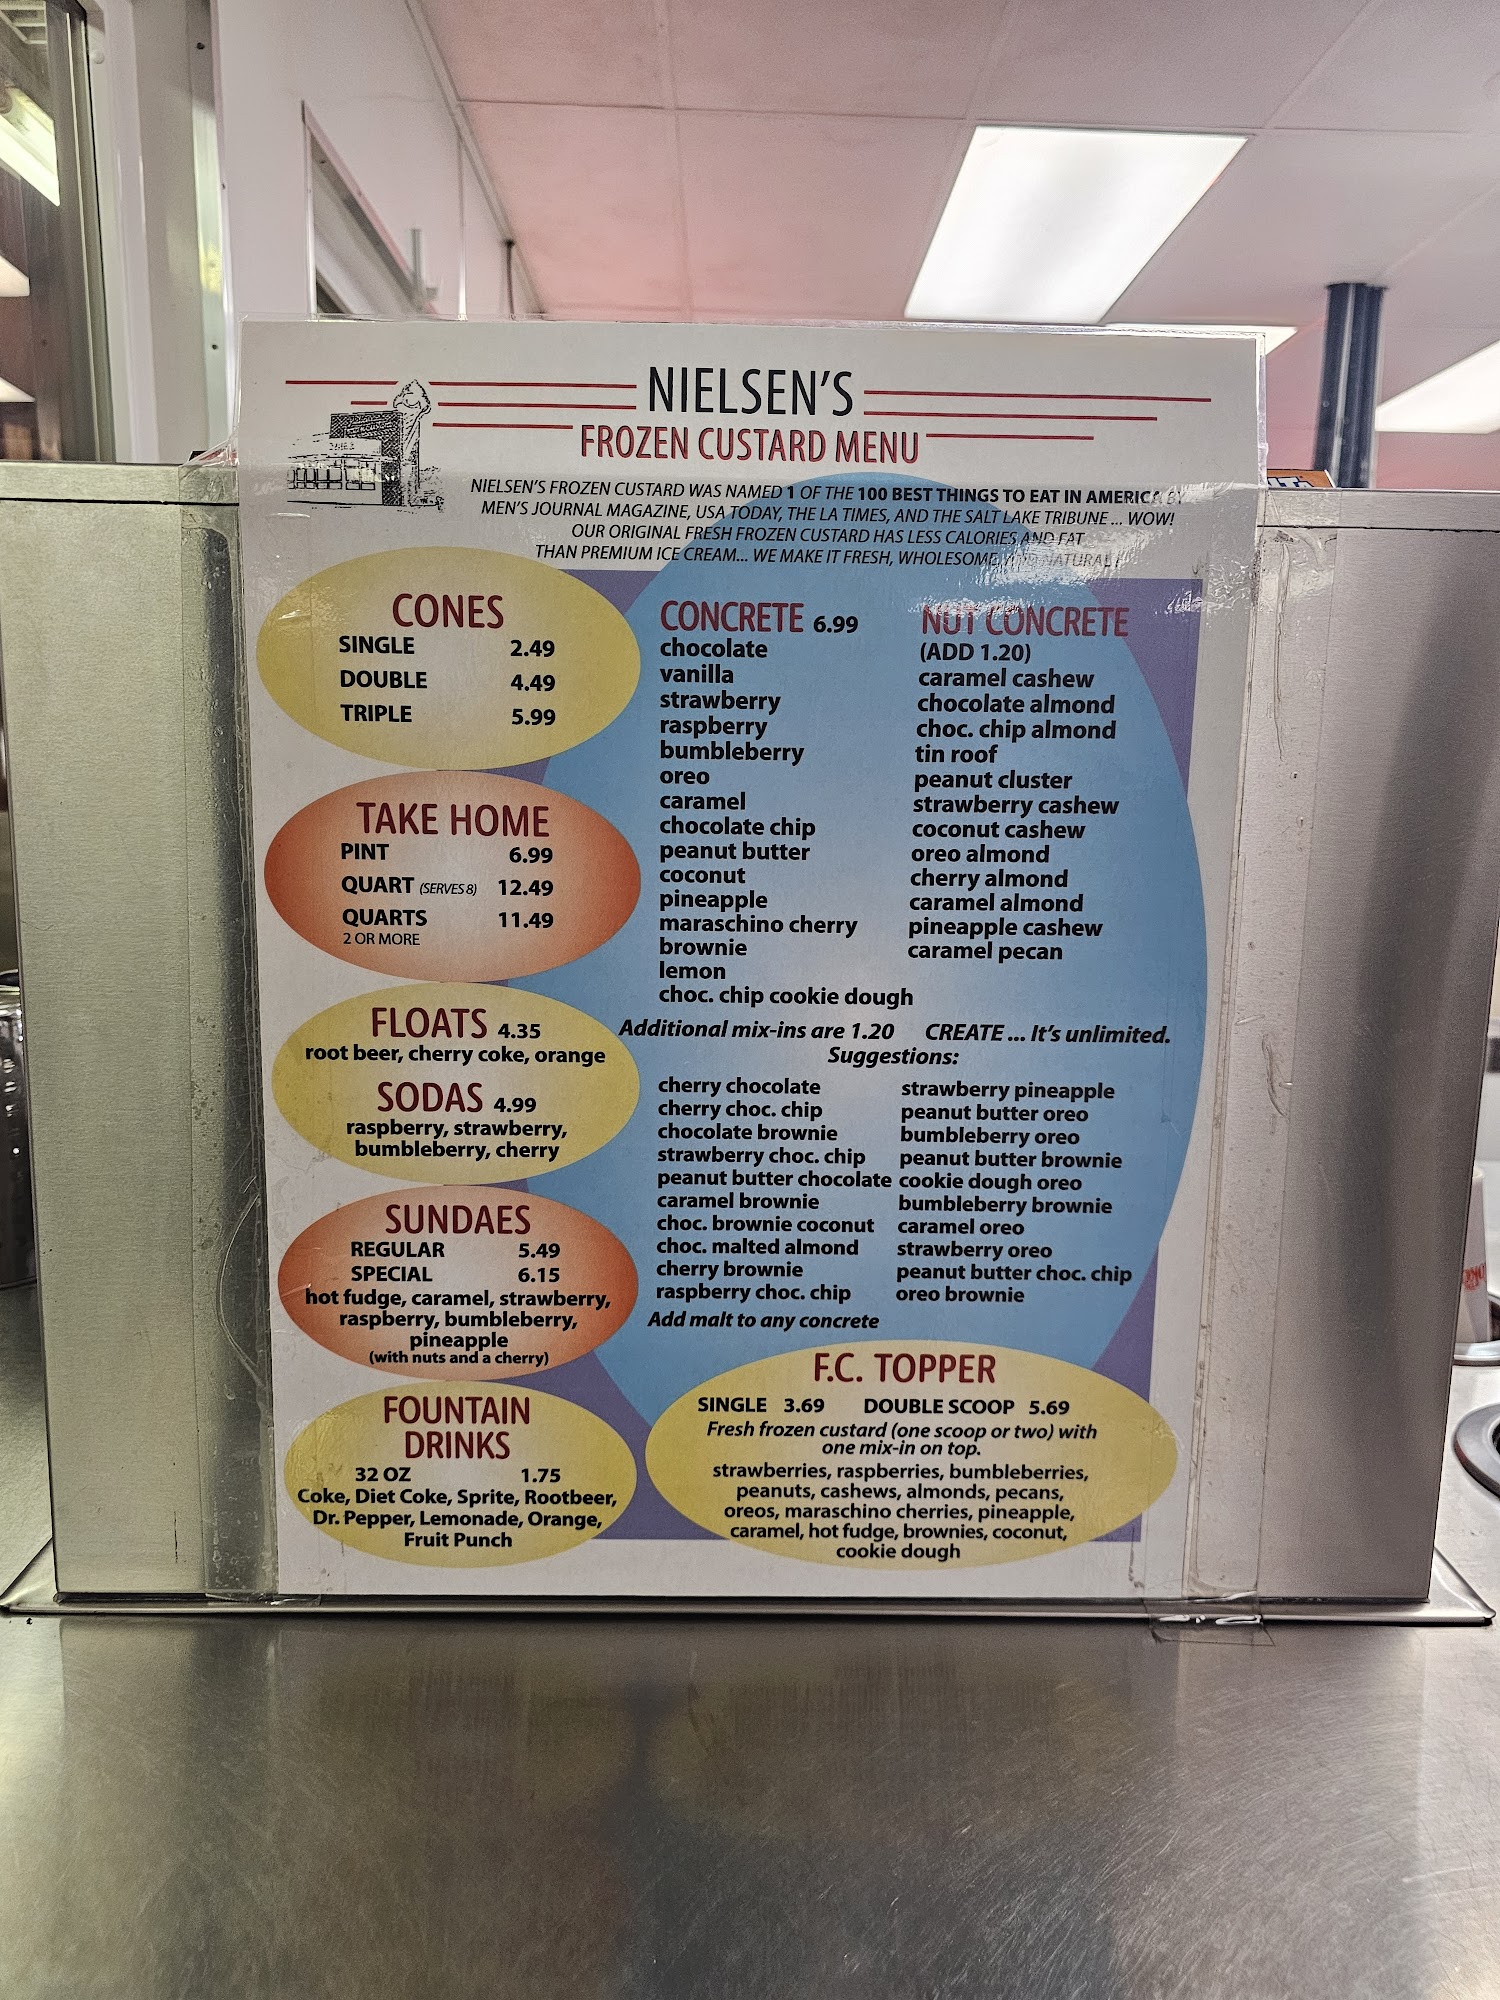 NIELSEN'S
FROZEN CUSTARD MENU
NIELSEN'S FROZEN CUSTARD WAS NAMED 1 OF THE 100 BEST THINGS TO EAT IN AMERICA BY
MEN'S JOURNAL MAGAZINE, USA TODAY, THE LA TIMES, AND THE SALT LAKE TRIBUNE ... WOW!
OUR ORIGINAL FRESH FROZEN CUSTARD HAS LESS CALORIES AND FAT
THAN PREMIUM ICE CREAM... WE MAKE IT FRESH, WHOLESOME, AND NATURAL
CONES
SINGLE 2.49
DOUBLE 4.49
TRIPLE 5.99
TAKE HOME
PINT 6.99
QUART (SERVES 8) 12.49
QUARTS 11.49
2 OR MORE
FLOATS 4.35
root beer, cherry coke, orange
SODAS 4.99
raspberry, strawberry,
bumbleberry, cherry
SUNDAES
REGULAR 5.49
SPECIAL 6.15
hot fudge, caramel, strawberry,
raspberry, bumbleberry,
pineapple
(with nuts and a cherry)
FOUNTAIN
DRINKS
32 OZ 1.75
Coke, Diet Coke, Sprite, Rootbeer,
Dr. Pepper, Lemonade, Orange,
Fruit Punch
CONCRETE 6.99
chocolate
vanilla
strawberry
raspberry
bumbleberry
oreo
caramel
chocolate chip
peanut butter
coconut
pineapple
maraschino cherry
brownie
lemon
choc. chip cookie dough
NUT CONCRETE
(ADD 1.20)
caramel cashew
chocolate almond
choc. chip almond
tin roof
peanut cluster
strawberry cashew
coconut cashew
oreo almond
cherry almond
caramel almond
pineapple cashew
caramel pecan
Additional mix-ins are 1.20 CREATE ... It's unlimited.
Suggestions:
cherry chocolate
cherry choc. chip
chocolate brownie
strawberry choc. chip
peanut butter chocolate
caramel brownie
choc. brownie coconut
choc. malted almond
cherry brownie
raspberry choc. chip
strawberry pineapple
peanut butter oreo
bumbleberry oreo
peanut butter brownie
cookie dough oreo
bumbleberry brownie
caramel oreo
strawberry oreo
peanut butter choc. chip
oreo brownie
Add malt to any concrete
F.C. TOPPER
SINGLE 3.69 DOUBLE SCOOP 5.69
Fresh frozen custard (one scoop or two) with
one mix-in on top.
strawberries, raspberries, bumbleberries,
peanuts, cashews, almonds, pecans,
oreos, maraschino cherries, pineapple,
caramel, hot fudge, brownies, coconut,
cookie dough